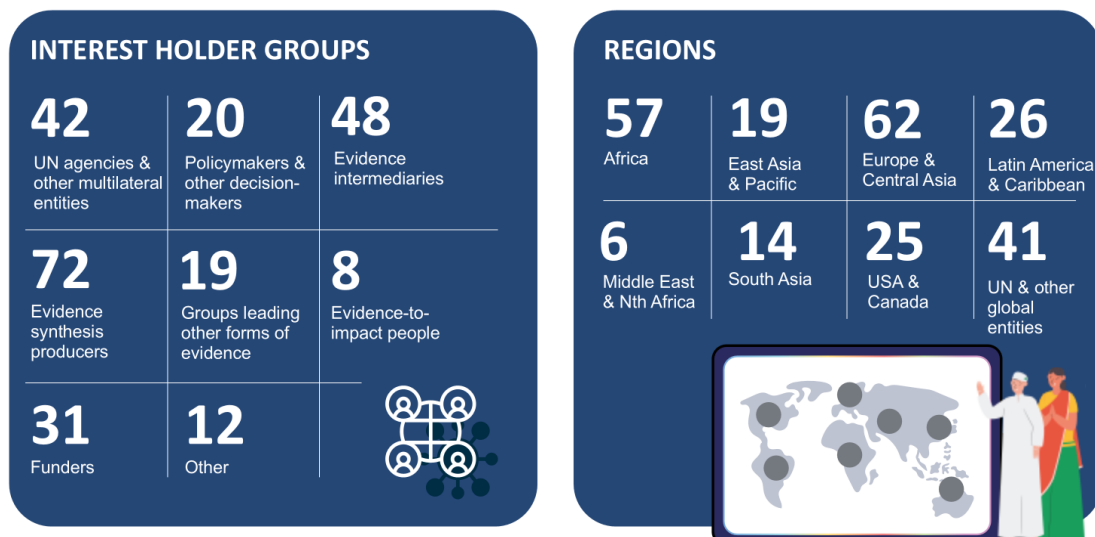 INTEREST HOLDER GROUPS
42
UN agencies &
other multilateral
entities
20
Policymakers &
other decision-
makers
48
Evidence
intermediaries
72
Evidence
synthesis
producers
19
Groups leading
other forms of
evidence
8
Evidence-to-
impact people
31
Funders
12
Other
REGIONS
57
Africa
19
East Asia
& Pacific
62
Europe &
Central Asia
26
Latin America
& Caribbean
6
Middle East
& Nth Africa
14
South Asia
25
USA &
Canada
41
UN & other
global
entities